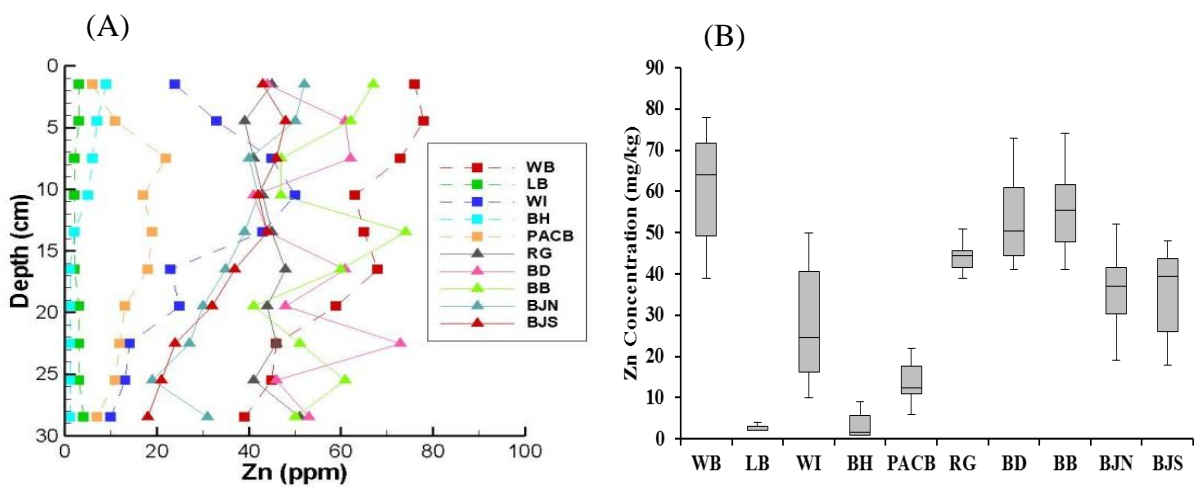 (A)
0
5
10
15
20
25
30
Depth (cm)
0 20 40 60 80 100
Zn (ppm)
WB
LB
WI
BH
PACB
RG
BD
BB
BJN
BJS
(B)
90
80
70
60
50
40
30
20
10
0
Zn Concentration (mg/kg)
WB LB WI BH PACB RG BD BB BJN BJS